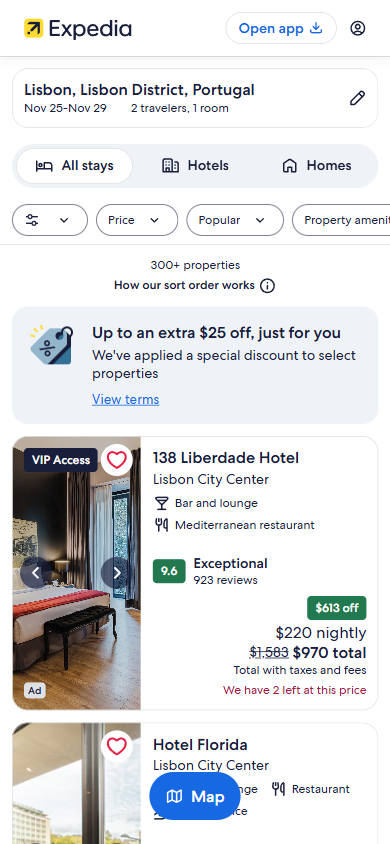 Expedia
Open app
Lisbon, Lisbon District, Portugal
Nov 25-Nov 29 2 travelers, 1 room
All stays
Hotels
Homes
Price
Popular
Property amenit
300+ properties
How our sort order works
Up to an extra $25 off, just for you
We've applied a special discount to select
properties
View terms
VIP Access
138 Liberdade Hotel
Lisbon City Center
Bar and lounge
Mediterranean restaurant
9.6
Exceptional
923 reviews
$613 off
$220 nightly
$1,583 $970 total
Total with taxes and fees
We have 2 left at this price
Ad
Hotel Florida
Lisbon City Center
Restaurant
Map